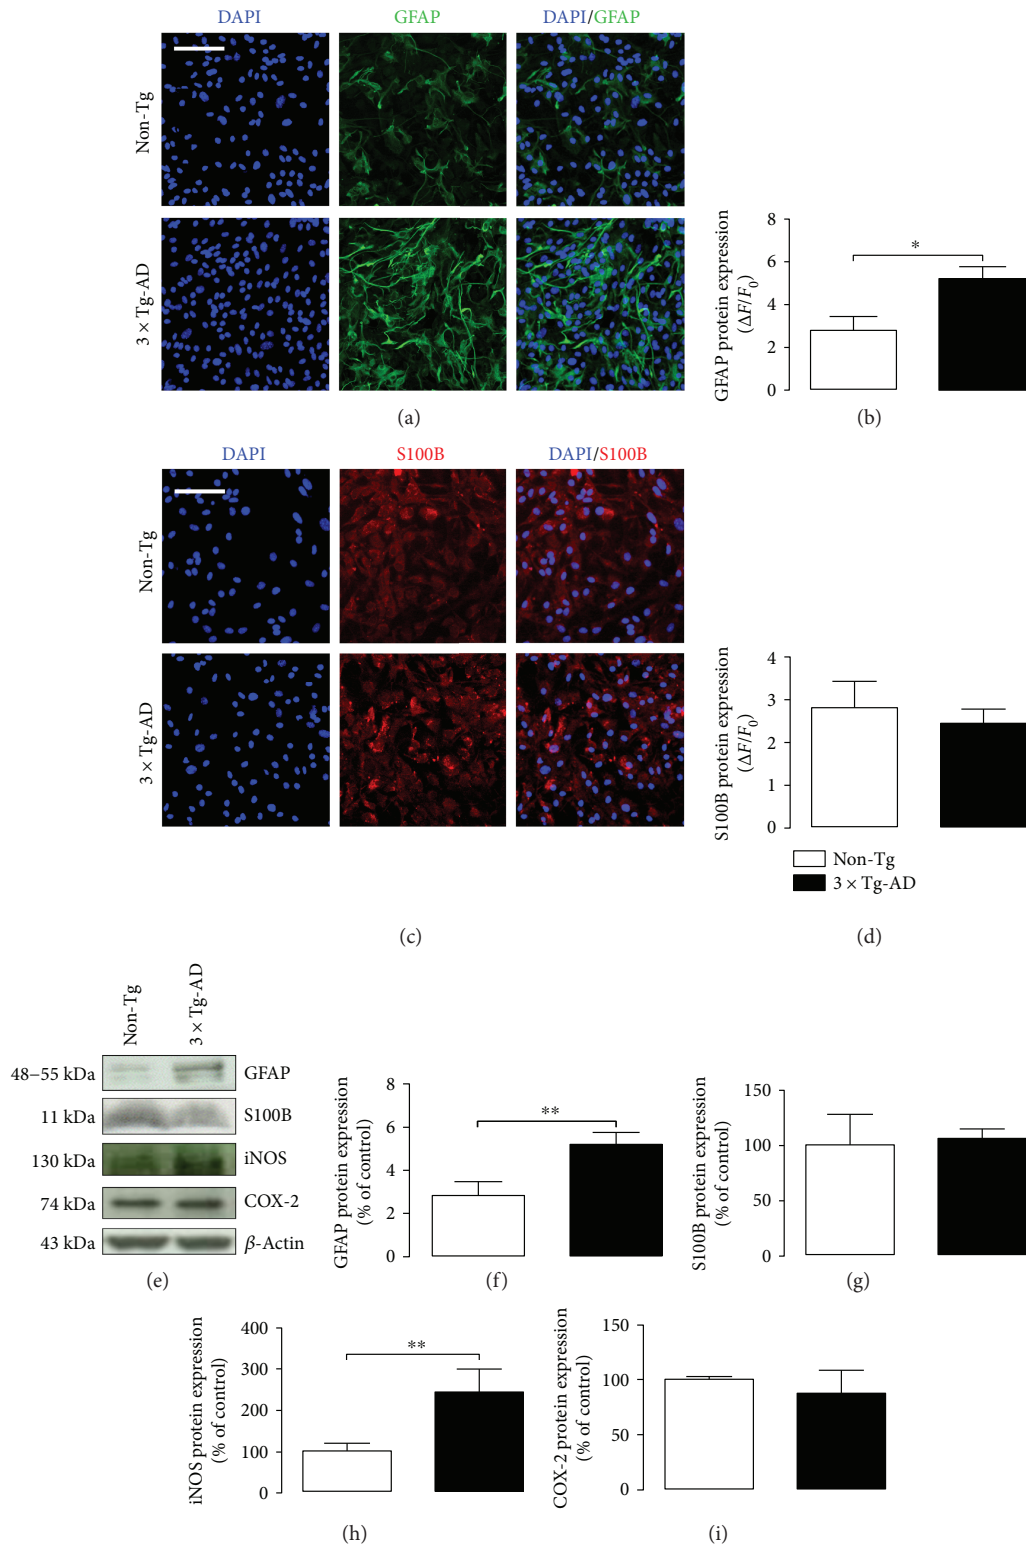 DAPI GFAP DAPI/GFAP
Non-Tg
3 × Tg-AD
(a)
GFAP protein expression
(ΔF/F0)
8
6
4
2
0
*
(b)
DAPI S100B DAPI/S100B
Non-Tg
3 × Tg-AD
(c)
S100B protein expression
(ΔF/F0)
4
3
2
1
0
Non-Tg
3 × Tg-AD
(d)
Non-Tg
3 × Tg-AD
48–55 kDa GFAP
11 kDa S100B
130 kDa iNOS
74 kDa COX-2
43 kDa β-Actin
(e)
GFAP protein expression
(% of control)
8
6
4
2
0
**
(f)
S100B protein expression
(% of control)
150
100
50
0
(g)
iNOS protein expression
(% of control)
400
300
200
100
0
**
(h)
COX-2 protein expression
(% of control)
150
100
50
0
(i)